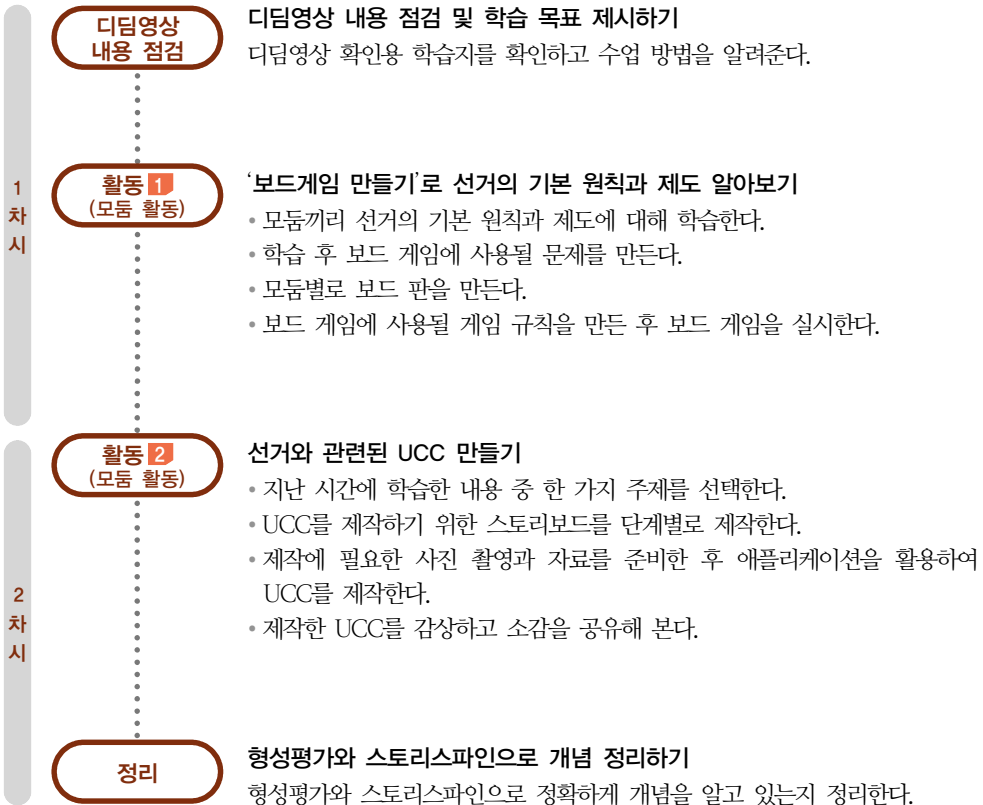 디딤영상
내용 점검
디딤영상 내용 점검 및 학습 목표 제시하기
디딤영상 확인용 학습지를 확인하고 수업 방법을 알려준다.
1
차
시
활동 1
(모둠 활동)
'보드게임 만들기'로 선거의 기본 원칙과 제도 알아보기
• 모둠끼리 선거의 기본 원칙과 제도에 대해 학습한다.
• 학습 후 보드 게임에 사용될 문제를 만든다.
• 모둠별로 보드 판을 만든다.
• 보드 게임에 사용될 게임 규칙을 만든 후 보드 게임을 실시한다.
2
차
시
활동 2
(모둠 활동)
선거와 관련된 UCC 만들기
• 지난 시간에 학습한 내용 중 한 가지 주제를 선택한다.
• UCC를 제작하기 위한 스토리보드를 단계별로 제작한다.
• 제작에 필요한 사진 촬영과 자료를 준비한 후 애플리케이션을 활용하여
UCC를 제작한다.
• 제작한 UCC를 감상하고 소감을 공유해 본다.
정리
형성평가와 스토리스파인으로 개념 정리하기
형성평가와 스토리스파인으로 정확하게 개념을 알고 있는지 정리한다.